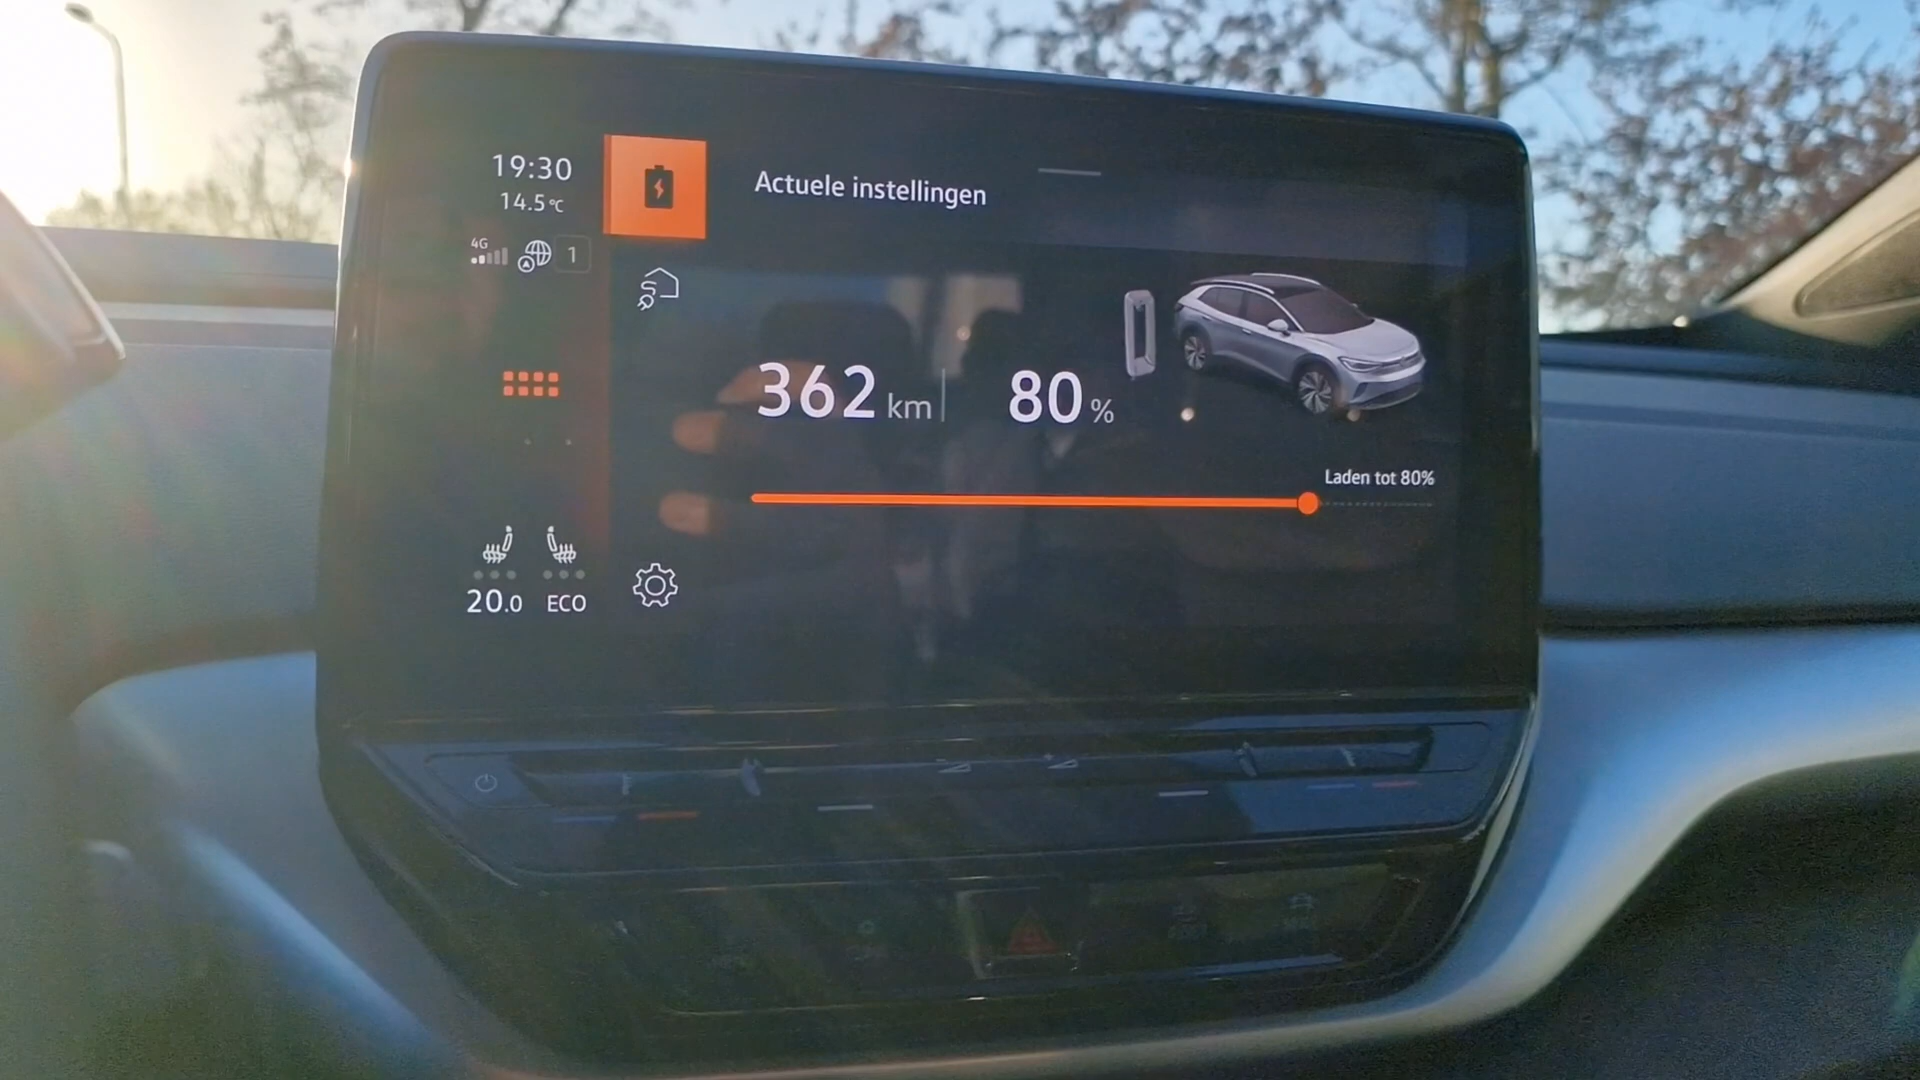 19:30
14.5°C
4G
1
Actuele instellingen
362 km
80 %
Laden tot 80%
20.0 ECO